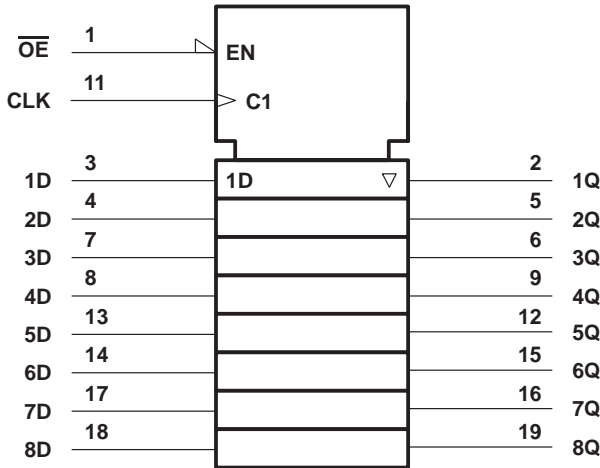 OE 1 EN
CLK 11 C1
1D 3 1D 2 1Q
2D 4 5 2Q
3D 7 6 3Q
4D 8 9 4Q
5D 13 12 5Q
6D 14 15 6Q
7D 17 16 7Q
8D 18 19 8Q